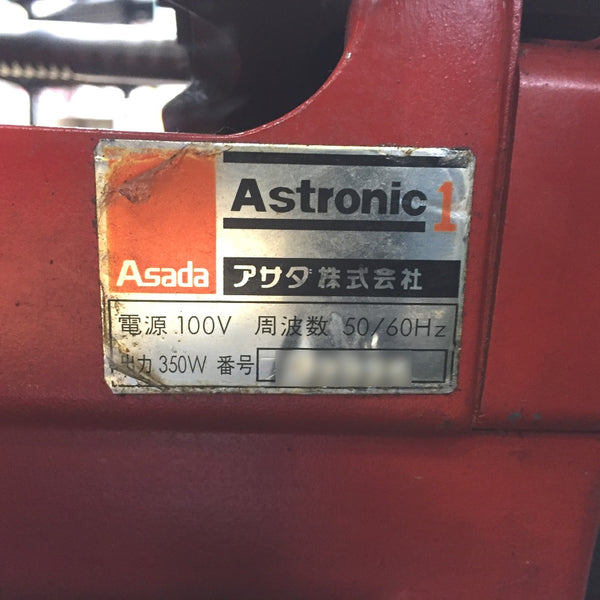 Astronic 1
Asada アサダ株式会社
電源 100V 周波数 50/60Hz
出力 350W 番号